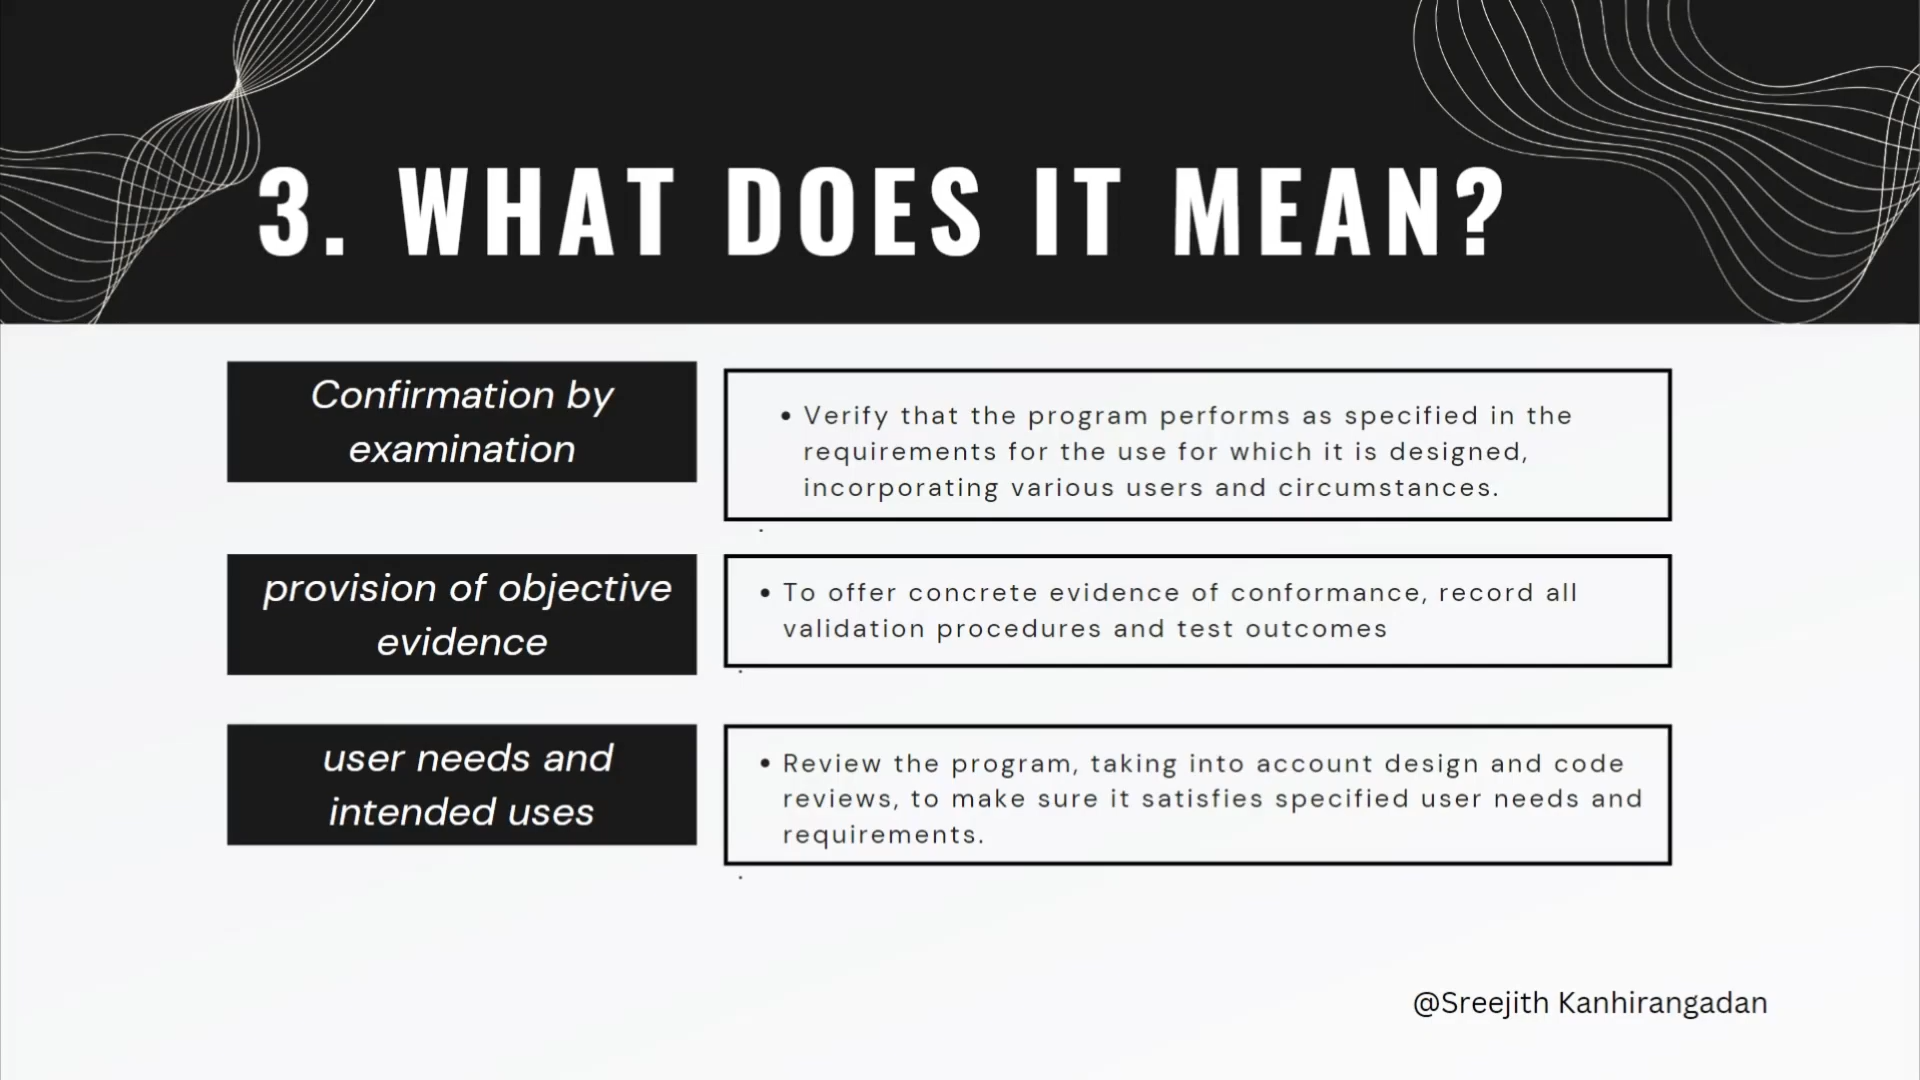 3. WHAT DOES IT MEAN?
Confirmation by
examination
• Verify that the program performs as specified in the
requirements for the use for which it is designed,
incorporating various users and circumstances.
.
provision of objective
evidence
• To offer concrete evidence of conformance, record all
validation procedures and test outcomes
.
user needs and
intended uses
• Review the program, taking into account design and code
reviews, to make sure it satisfies specified user needs and
requirements.
.
@Sreejith Kanhirangadan